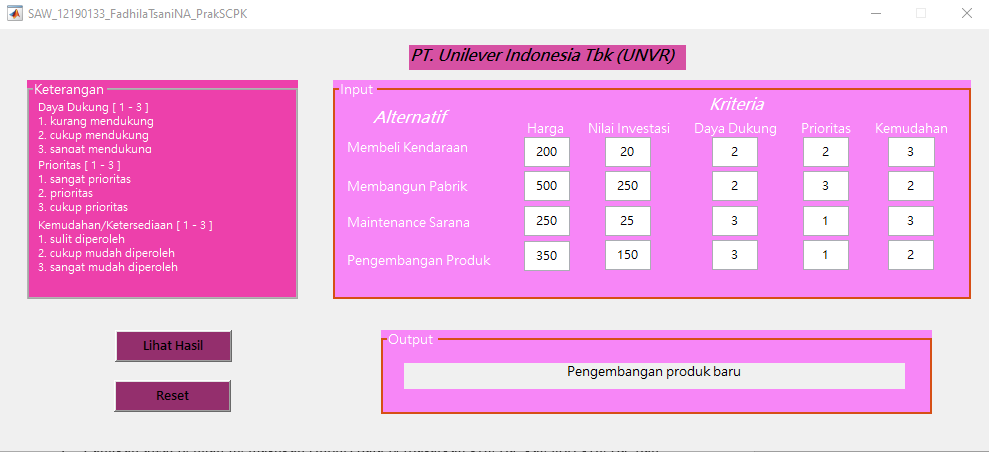 SAW_12190133_FadhilaTsaniNA_PrakSCPK
PT. Unilever Indonesia Tbk (UNVR)
Keterangan
Daya Dukung [ 1 - 3 ]
1. kurang mendukung
2. cukup mendukung
3. sangat mendukung
Prioritas [ 1 - 3 ]
1. sangat prioritas
2. prioritas
3. cukup prioritas
Kemudahan/Ketersediaan [ 1 - 3 ]
1. sulit diperoleh
2. cukup mudah diperoleh
3. sangat mudah diperoleh
Input
Alternatif
Kriteria
Harga Nilai Investasi Daya Dukung Prioritas Kemudahan
Membeli Kendaraan 200 20 2 2 3
Membangun Pabrik 500 250 2 3 2
Maintenance Sarana 250 25 3 1 3
Pengembangan Produk 350 150 3 1 2
Lihat Hasil
Reset
Output
Pengembangan produk baru